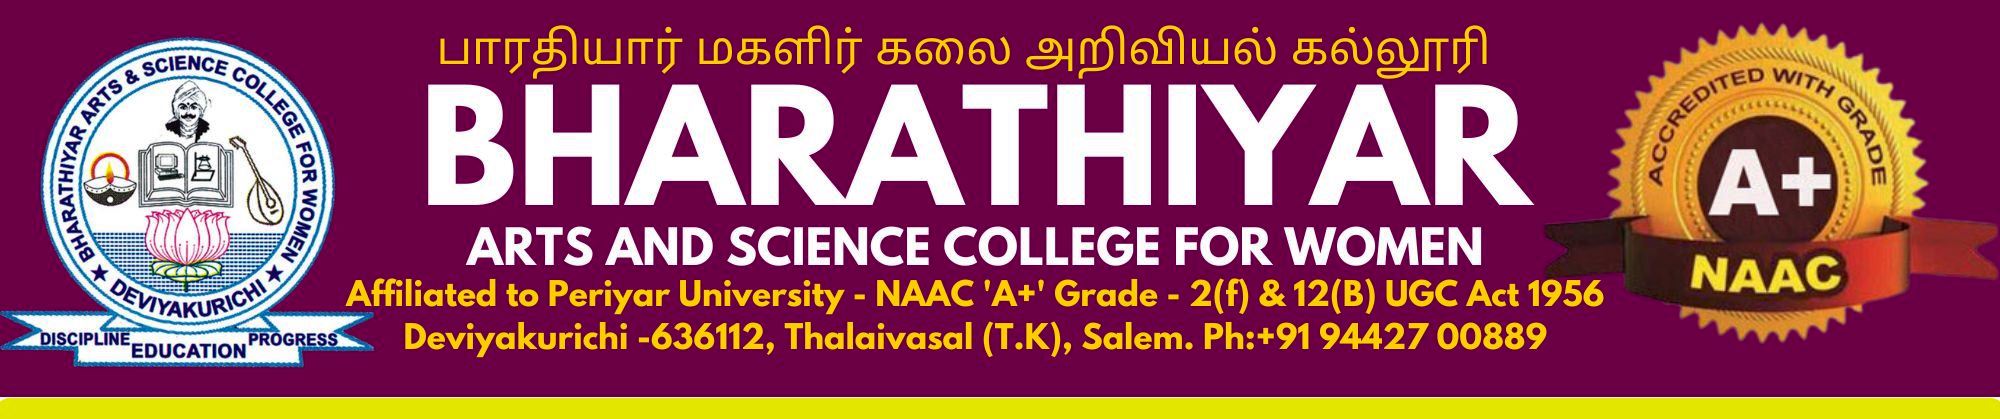 பாரதியார் மகளிர் கலை அறிவியல் கல்லூரி
BHARATHIYAR
ARTS AND SCIENCE COLLEGE FOR WOMEN
Affiliated to Periyar University - NAAC 'A+' Grade - 2(f) & 12(B) UGC Act 1956
Deviyakurichi -636112, Thalaivasal (T.K), Salem. Ph:+91 94427 00889
BHARATHIYAR ARTS & SCIENCE COLLEGE FOR WOMEN
★ DEVIYAKURICHI ★
DISCIPLINE EDUCATION PROGRESS
ACCREDITED WITH GRADE
A+
NAAC